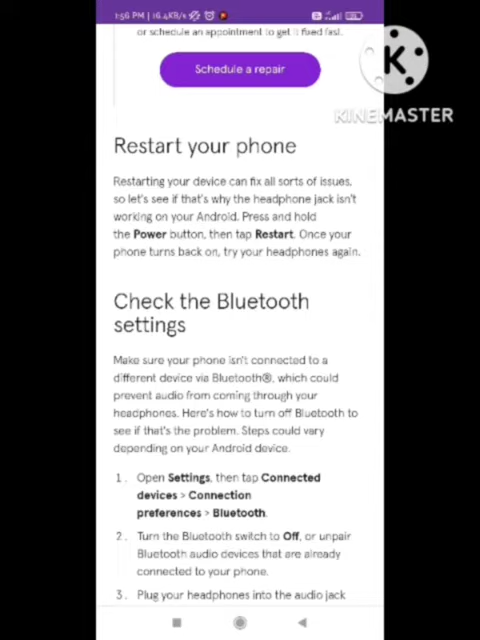 1:56 PM | 16.4KB/s
or schedule an appointment to get it fixed fast.
Schedule a repair
K
KINEMASTER
Restart your phone
Restarting your device can fix all sorts of issues,
so let's see if that's why the headphone jack isn't
working on your Android. Press and hold
the Power button, then tap Restart. Once your
phone turns back on, try your headphones again.
Check the Bluetooth
settings
Make sure your phone isn't connected to a
different device via Bluetooth®, which could
prevent audio from coming through your
headphones. Here's how to turn off Bluetooth to
see if that's the problem. Steps could vary
depending on your Android device.
1. Open Settings, then tap Connected
devices > Connection
preferences > Bluetooth.
2. Turn the Bluetooth switch to Off, or unpair
Bluetooth audio devices that are already
connected to your phone.
3. Plug your headphones into the audio jack